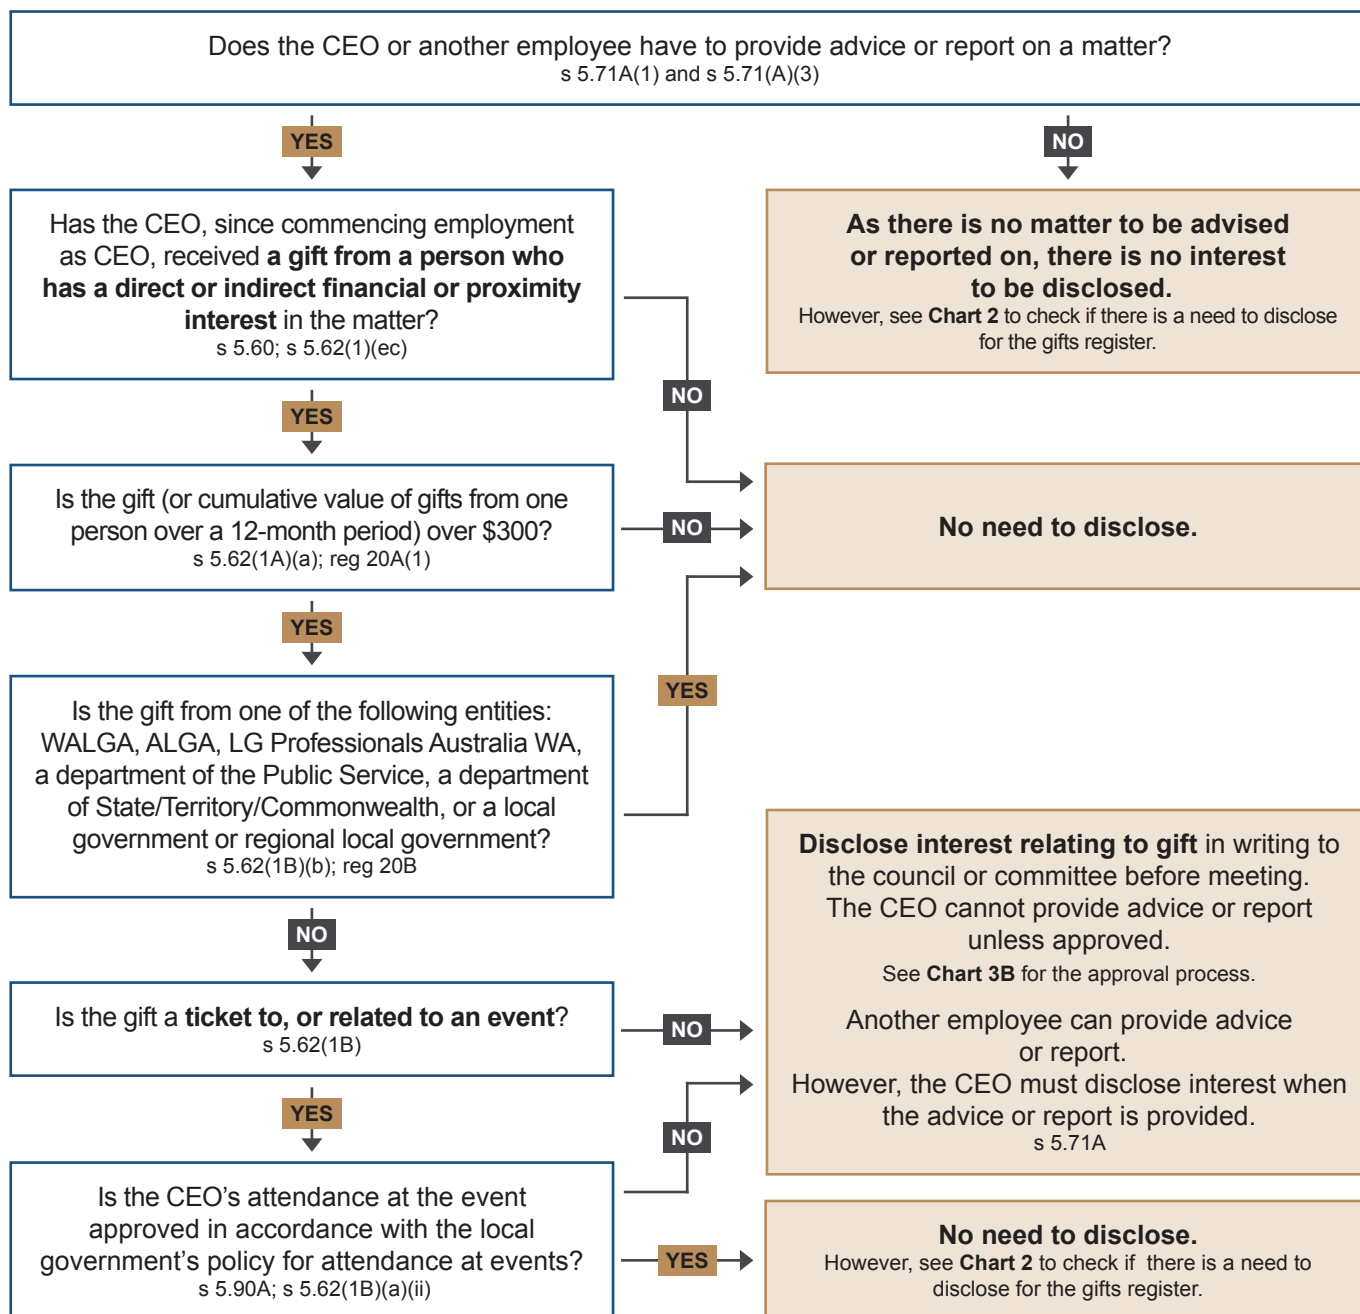 Does the CEO or another employee have to provide advice or report on a matter?
s 5.71A(1) and s 5.71(A)(3)
YES
NO
Has the CEO, since commencing employment
as CEO, received a gift from a person who
has a direct or indirect financial or proximity
interest in the matter?
s 5.60; s 5.62(1)(ec)
As there is no matter to be advised
or reported on, there is no interest
to be disclosed.
However, see Chart 2 to check if there is a need to disclose
for the gifts register.
NO
YES
Is the gift (or cumulative value of gifts from one
person over a 12-month period) over $300?
s 5.62(1A)(a); reg 20A(1)
NO
No need to disclose.
YES
Is the gift from one of the following entities:
WALGA, ALGA, LG Professionals Australia WA,
a department of the Public Service, a department
of State/Territory/Commonwealth, or a local
government or regional local government?
s 5.62(1B)(b); reg 20B
YES
NO
Disclose interest relating to gift in writing to
the council or committee before meeting.
The CEO cannot provide advice or report
unless approved.
See Chart 3B for the approval process.
Another employee can provide advice
or report.
However, the CEO must disclose interest when
the advice or report is provided.
s 5.71A
Is the gift a ticket to, or related to an event?
s 5.62(1B)
NO
YES
NO
Is the CEO's attendance at the event
approved in accordance with the local
government's policy for attendance at events?
s 5.90A; s 5.62(1B)(a)(ii)
YES
No need to disclose.
However, see Chart 2 to check if there is a need to
disclose for the gifts register.